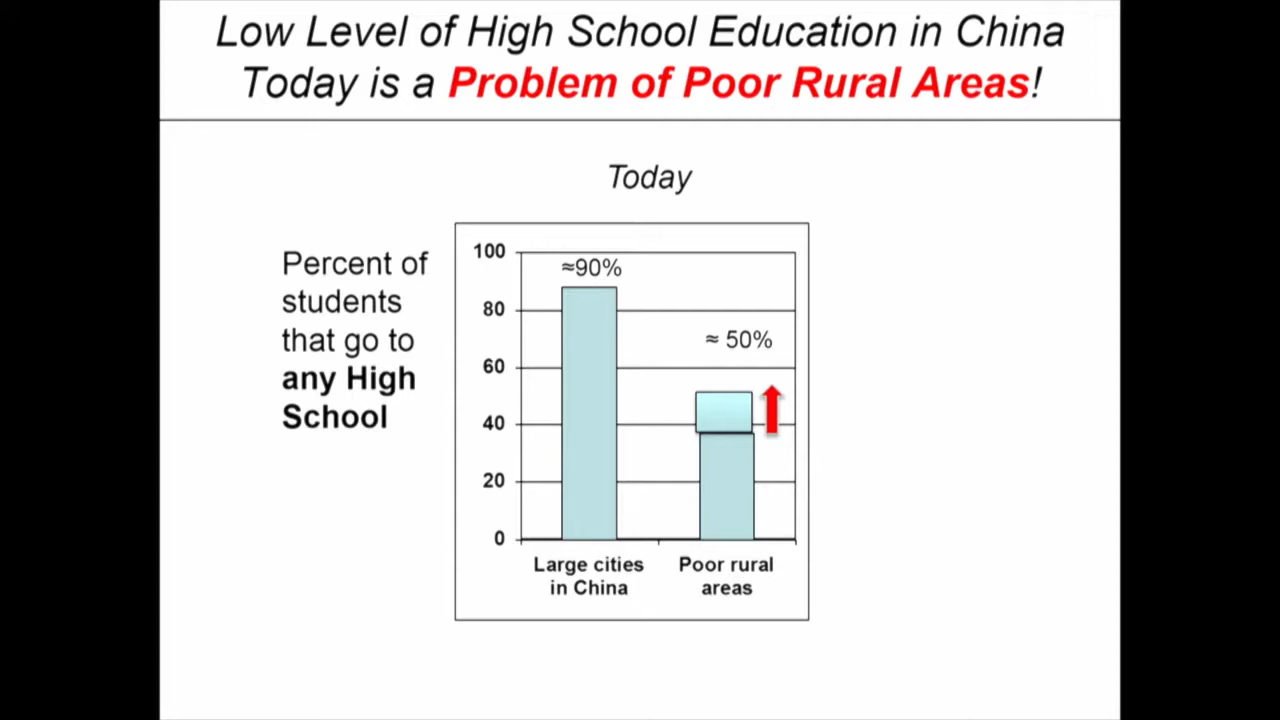 Low Level of High School Education in China
Today is a Problem of Poor Rural Areas!
Today
Percent of
students
that go to
any High
School
100
80
60
40
20
0
≈90%
≈ 50%
Large cities
in China
Poor rural
areas